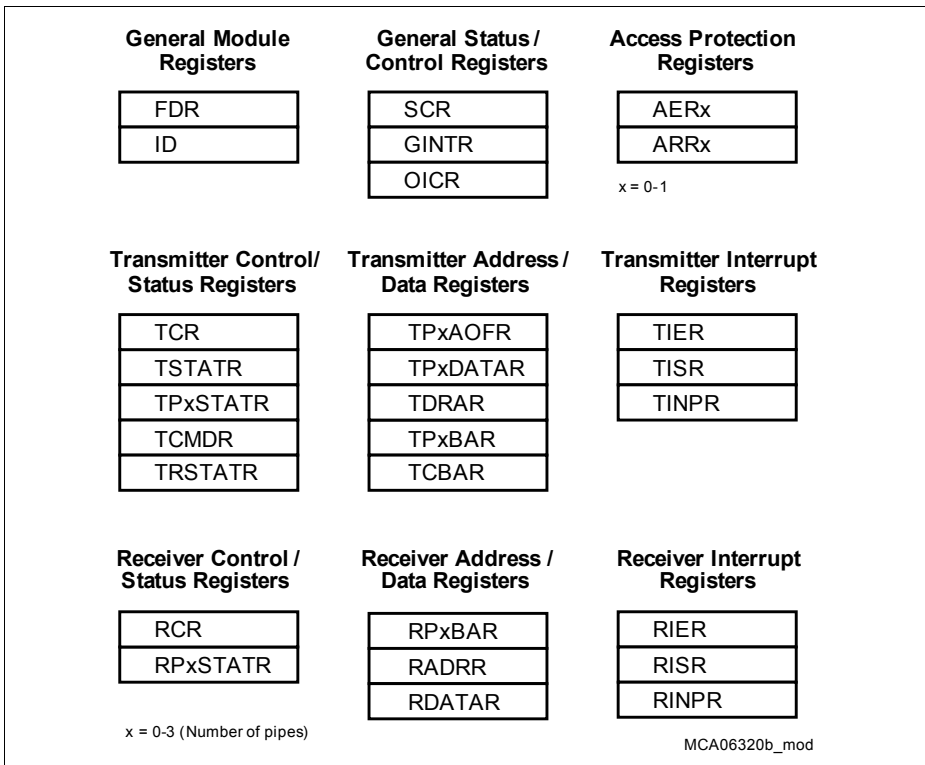 General Module
Registers
FDR
ID
General Status /
Control Registers
SCR
GINTR
OICR
Access Protection
Registers
AERx
ARRx
x = 0-1
Transmitter Control/
Status Registers
TCR
TSTATR
TPxSTATR
TCMDR
TRSTATR
Transmitter Address /
Data Registers
TPxAOFR
TPxDATAR
TDRAR
TPxBAR
TCBAR
Transmitter Interrupt
Registers
TIER
TISR
TINPR
Receiver Control /
Status Registers
RCR
RPxSTATR
x = 0-3 (Number of pipes)
Receiver Address /
Data Registers
RPxBAR
RADRR
RDATAR
Receiver Interrupt
Registers
RIER
RISR
RINPR
MCA06320b_mod